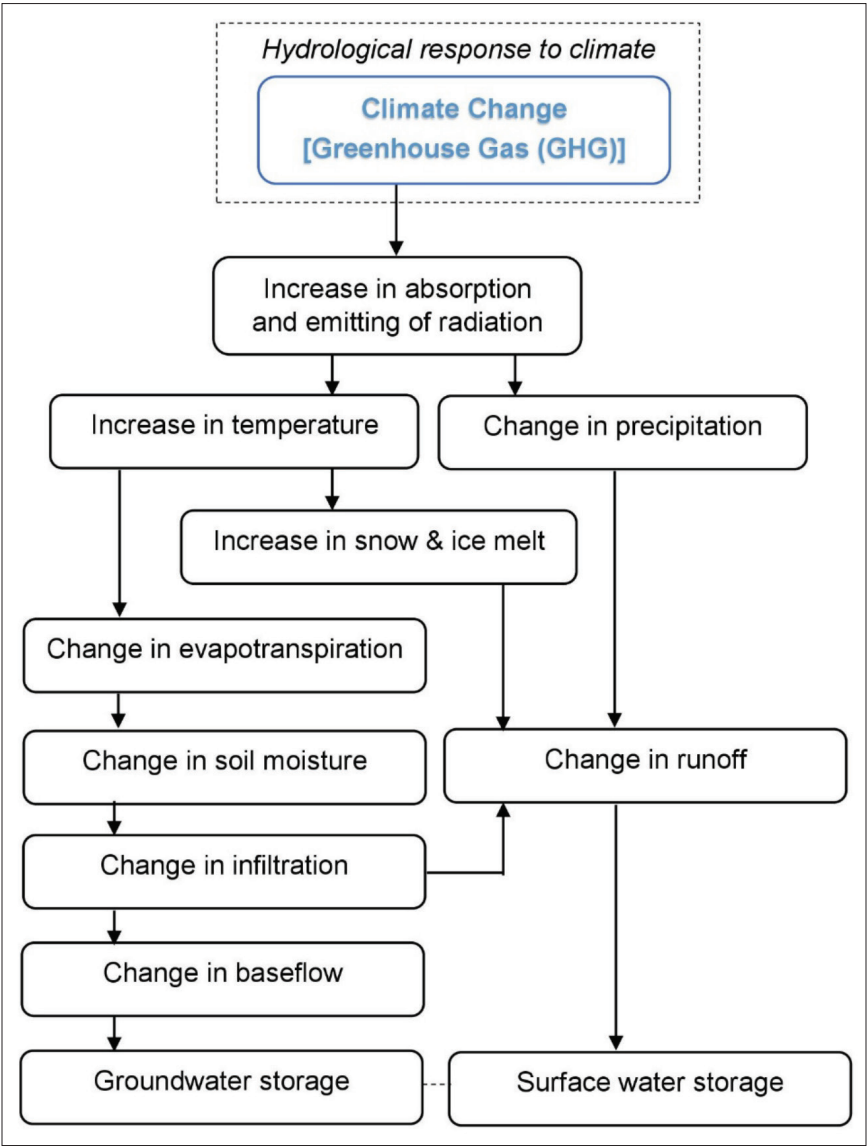 Hydrological response to climate
Climate Change
[Greenhouse Gas (GHG)]
Increase in absorption
and emitting of radiation
Increase in temperature
Change in precipitation
Increase in snow & ice melt
Change in evapotranspiration
Change in soil moisture
Change in runoff
Change in infiltration
Change in baseflow
Groundwater storage
Surface water storage